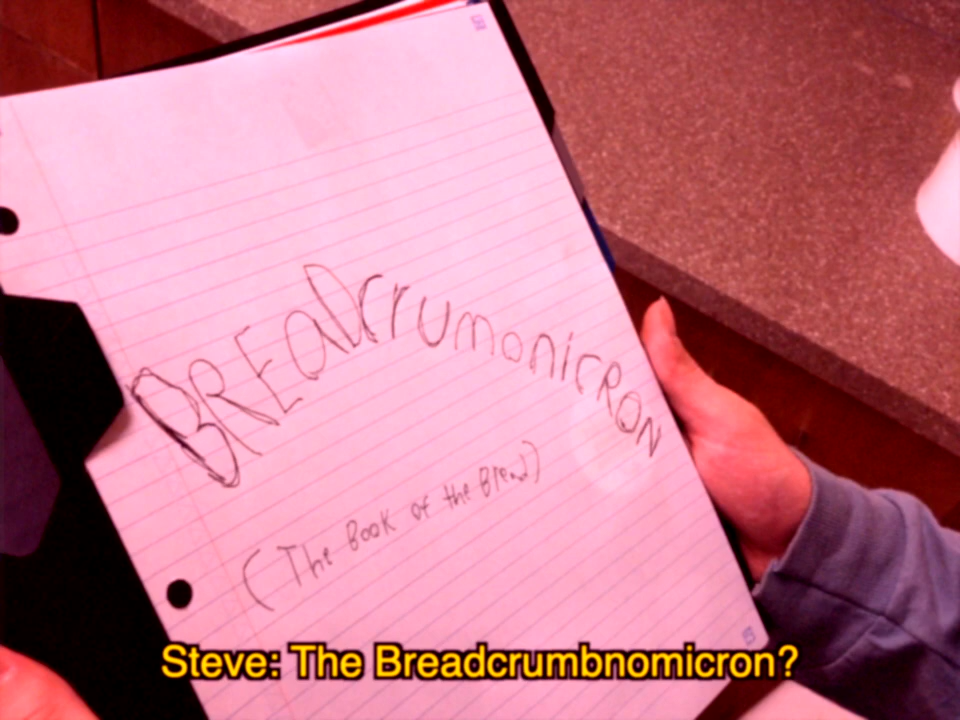 BREADcrumonicRON
(The Book of the Bread)
Steve: The Breadcrumbnomicron?